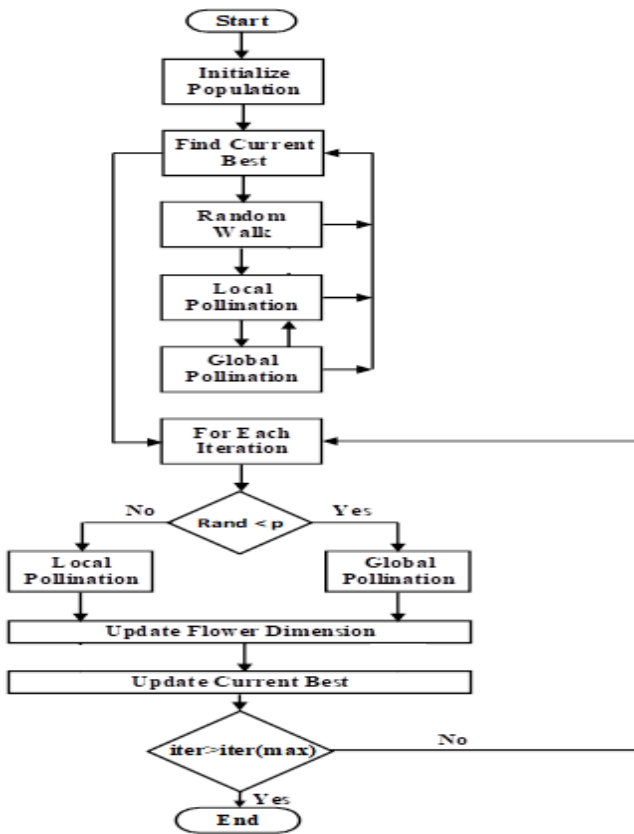 Start
Initialize
Population
Find Current
Best
Random
Walk
Local
Pollination
Global
Pollination
For Each
Iteration
No
Rand < p
Yes
Local
Pollination
Global
Pollination
Update Flower Dimension
Update Current Best
iter>iter(max)
No
Yes
End